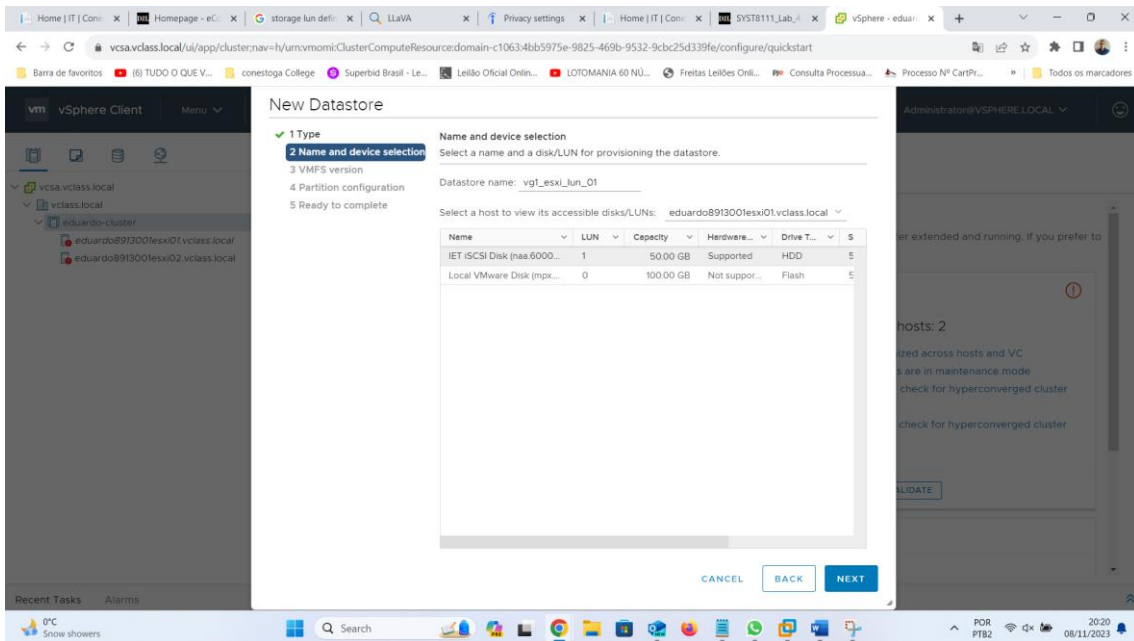 Home | IT | Cone
Homepage - eCo
storage lun defin
LLaVA
Privacy settings
Home | IT | Cone
SYST8111_Lab_4
vSphere - eduar
vcsa.vclass.local/ui/app/cluster;nav=h/urn:vmomi:ClusterComputeResource:domain-c1063:4bb5975e-9825-469b-9532-9cbc25d339fe/configure/quickstart
Barra de favoritos
(6) TUDO O QUE V...
conestoga College
Superbid Brasil - Le...
Leilão Oficial Onlin...
LOTOMANIA 60 NÚ...
Freitas Leilões Onli...
Consulta Processua...
Processo Nº CartPr...
»
Todos os marcadores
vm vSphere Client
Menu
Administrator@VSPHERE.LOCAL
vcsa.vclass.local
vclass.local
eduardo-cluster
eduardo8913001esxi01.vclass.local
eduardo8913001esxi02.vclass.local
New Datastore
1 Type
2 Name and device selection
3 VMFS version
4 Partition configuration
5 Ready to complete
Name and device selection
Select a name and a disk/LUN for provisioning the datastore.
Datastore name: vg1_esxi_lun_01
Select a host to view its accessible disks/LUNs: eduardo8913001esxi01.vclass.local
Name LUN Capacity Hardware... Drive T... S
IET iSCSI Disk (naa.6000... 1 50.00 GB Supported HDD 5
Local VMware Disk (mpx.... 0 100.00 GB Not suppor... Flash 5
CANCEL BACK NEXT
er extended and running. If you prefer to
hosts: 2
ized across hosts and VC
s are in maintenance mode
check for hyperconverged cluster
check for hyperconverged cluster
ALIDATE
Recent Tasks Alarms
0°C
Snow showers
Search
POR
PTB2
20:20
08/11/2023